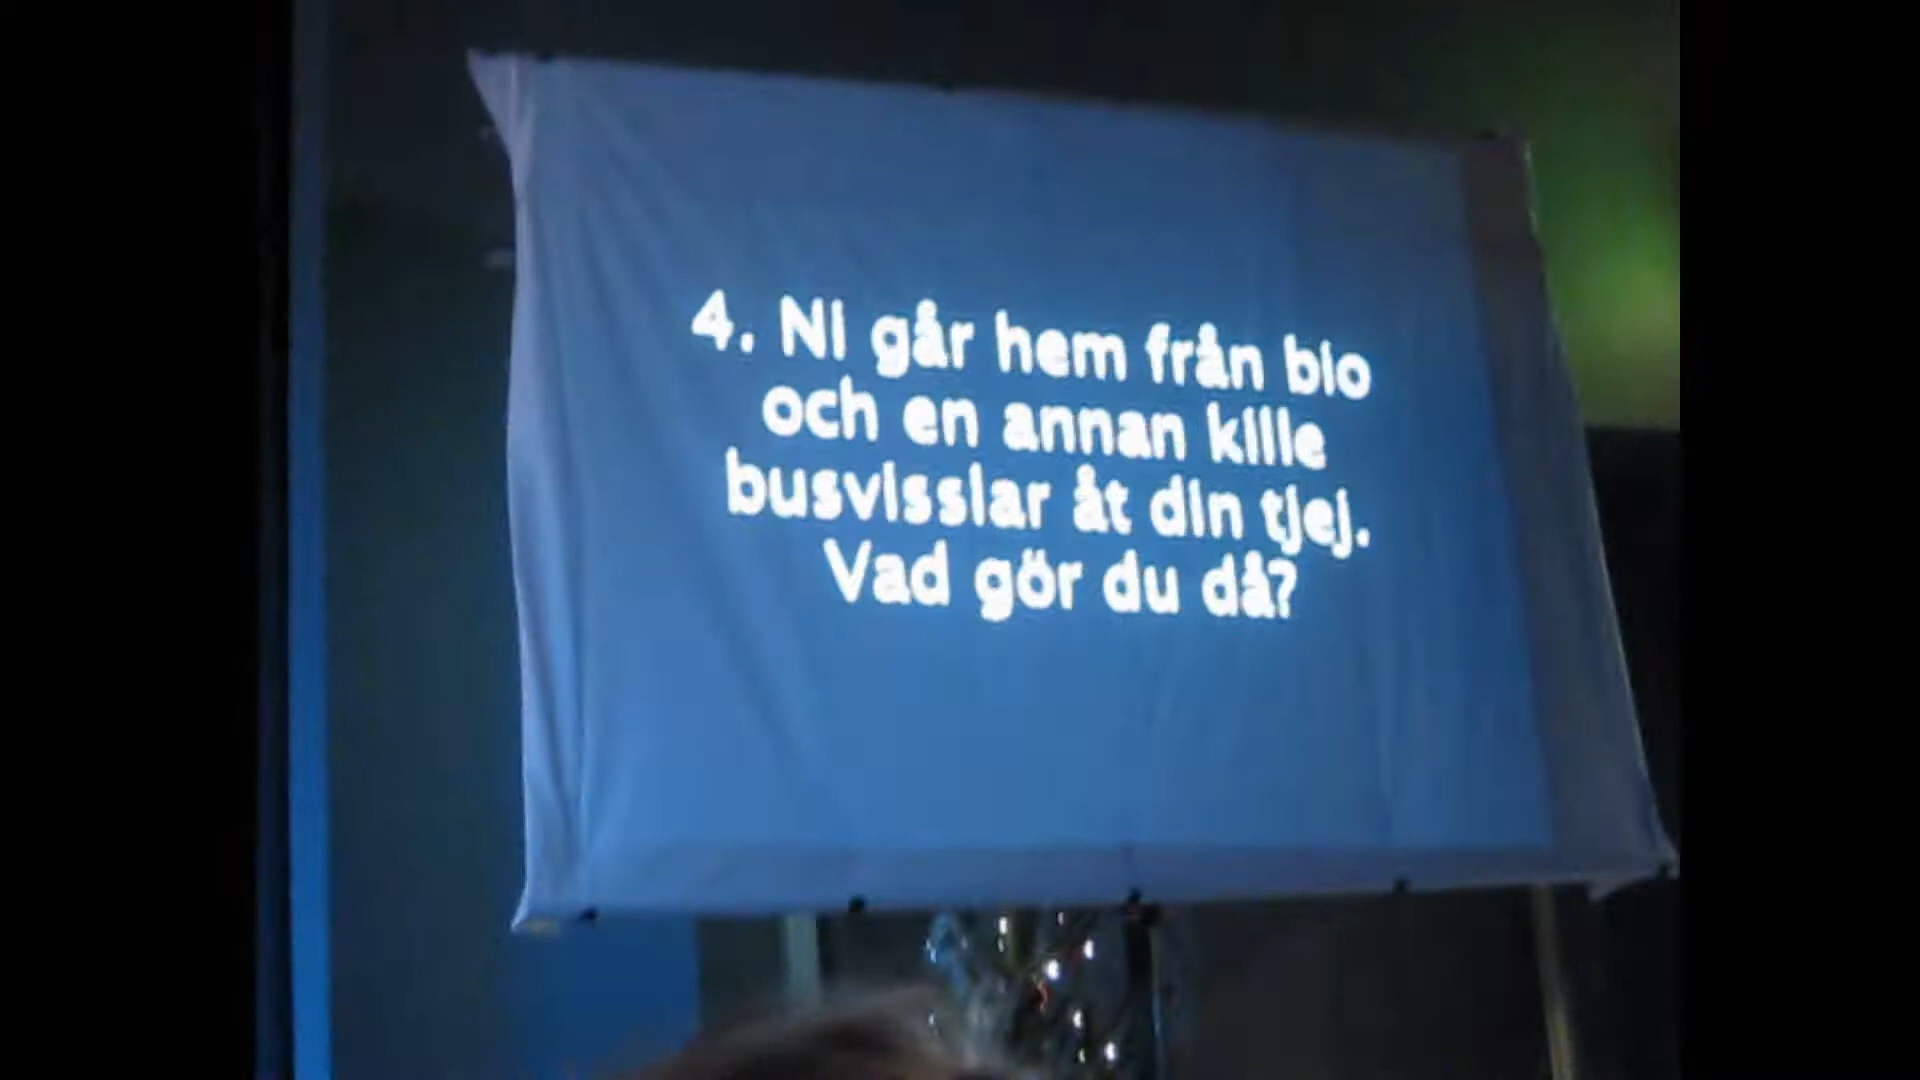 4. Ni går hem från bio
och en annan kille
busvisslar åt din tjej.
Vad gör du då?